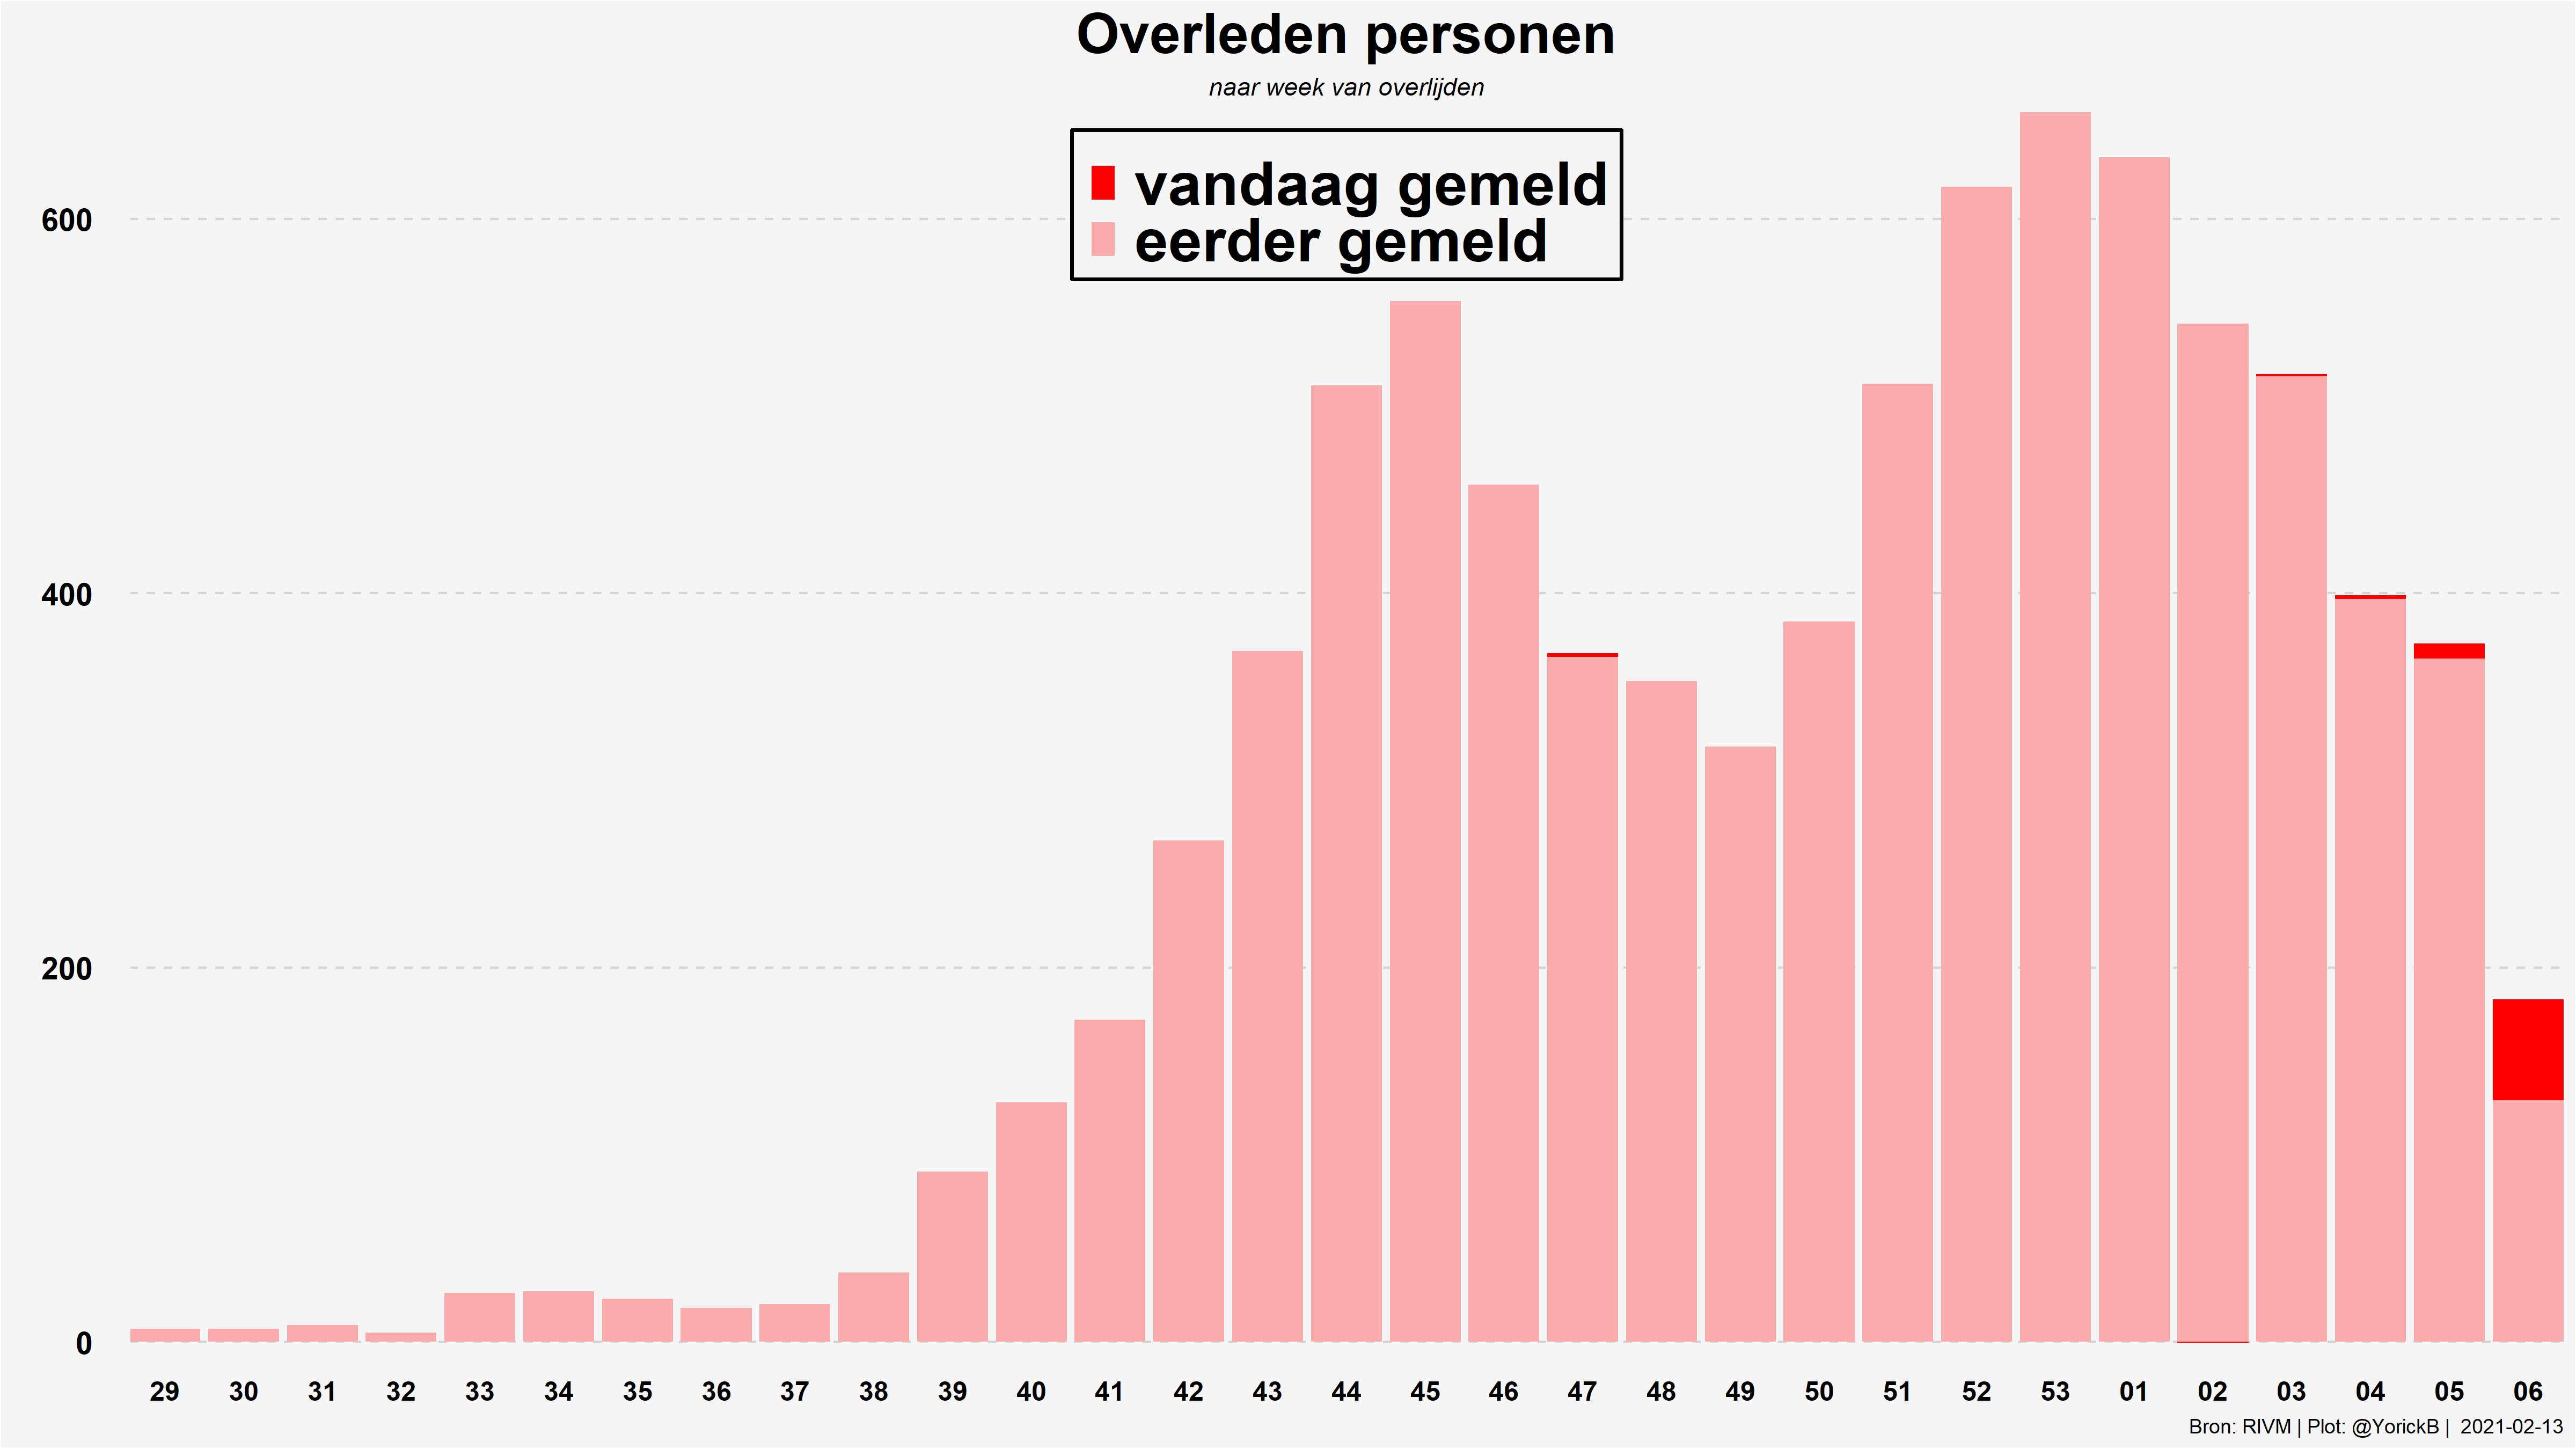 Overleden personen
naar week van overlijden
vandaag gemeld
eerder gemeld
600
400
200
0
29 30 31 32 33 34 35 36 37 38 39 40 41 42 43 44 45 46 47 48 49 50 51 52 53 01 02 03 04 05 06
Bron: RIVM | Plot: @YorickB | 2021-02-13